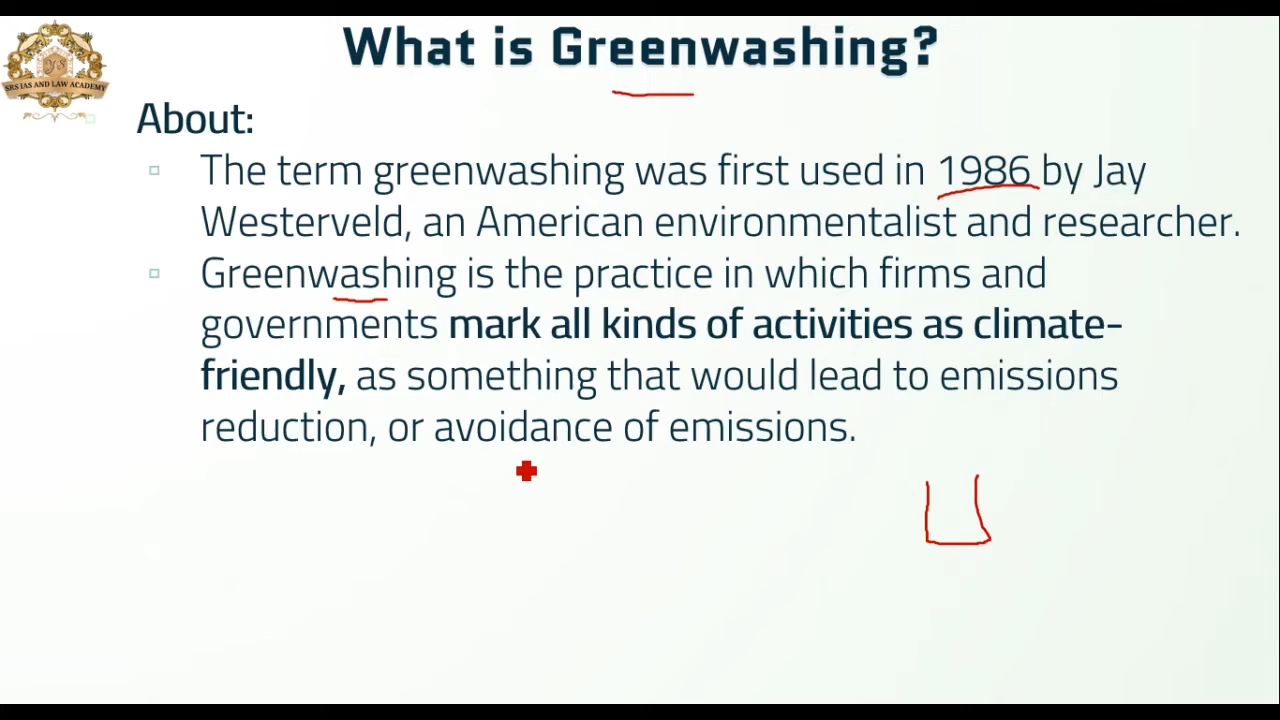 What is Greenwashing?
SRS IAS AND LAW ACADEMY
About:
The term greenwashing was first used in 1986 by Jay
Westerveld, an American environmentalist and researcher.
Greenwashing is the practice in which firms and
governments mark all kinds of activities as climate-
friendly, as something that would lead to emissions
reduction, or avoidance of emissions.